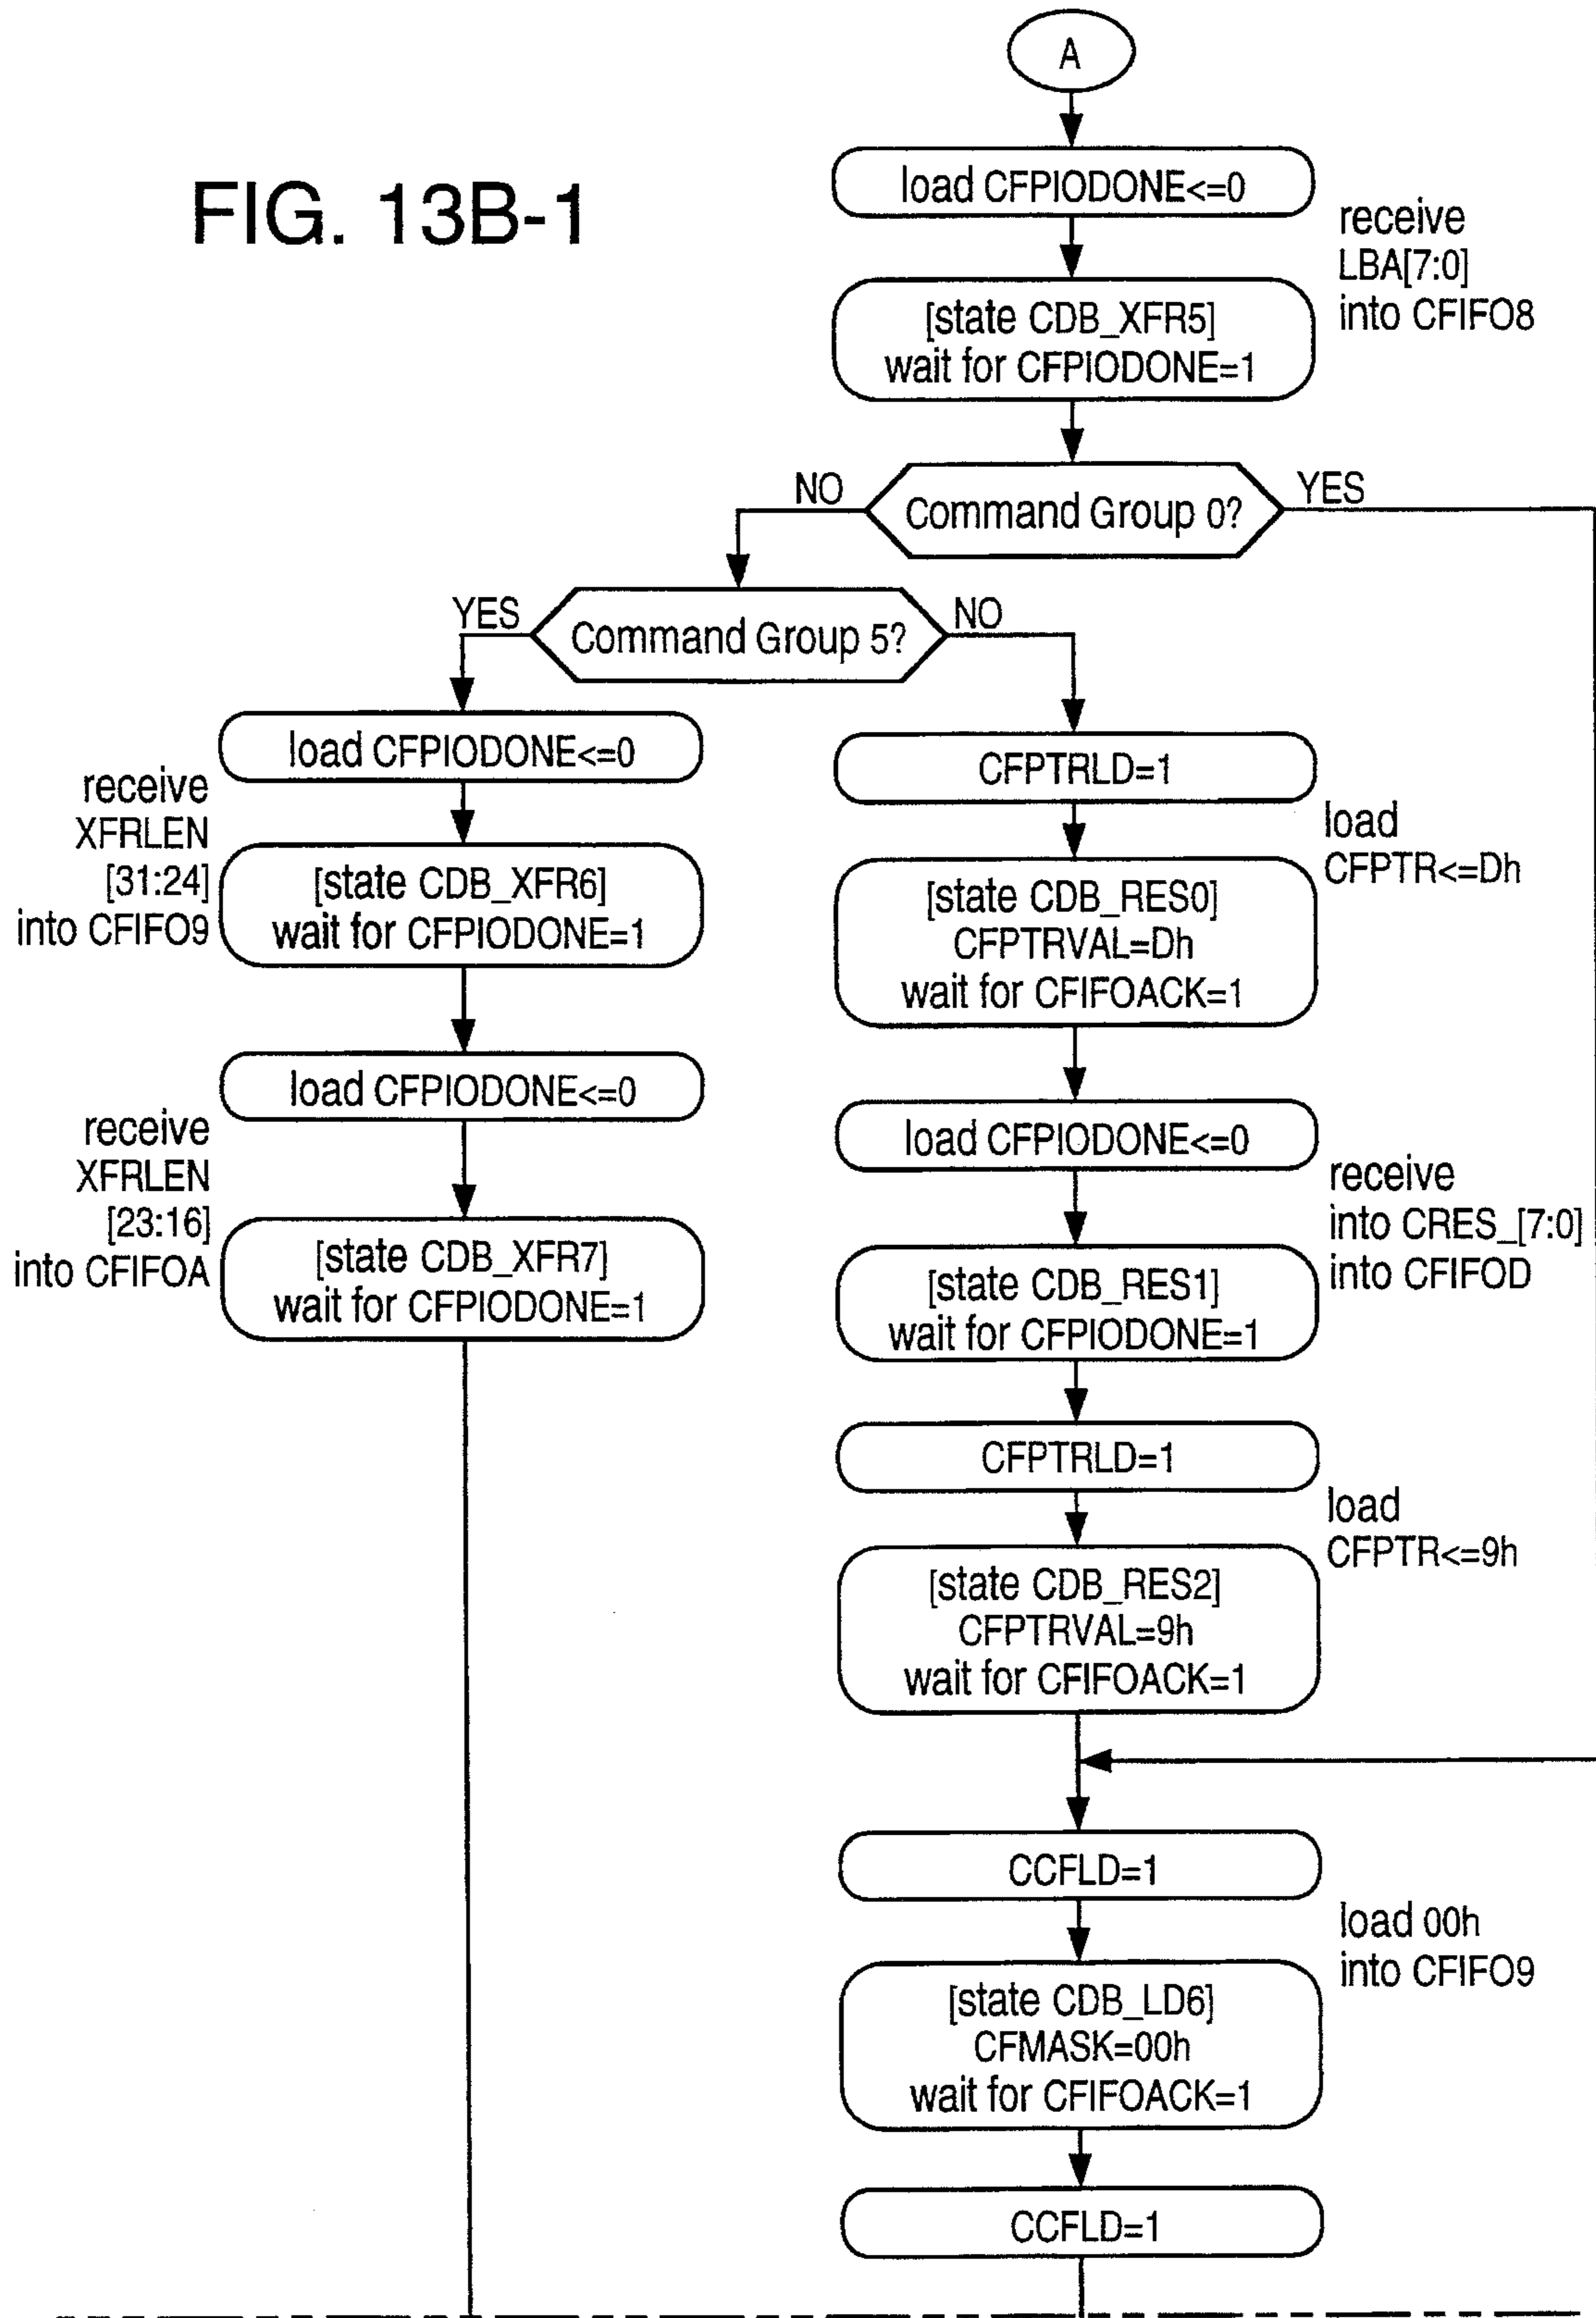 A
FIG. 13B-1
load CFPIODONE<=0
receive
LBA[7:0]
into CFIFO8
[state CDB_XFR5]
wait for CFPIODONE=1
NO
Command Group 0?
YES
YES
Command Group 5?
NO
load CFPIODONE<=0
receive
XFRLEN
[31:24]
into CFIFO9
[state CDB_XFR6]
wait for CFPIODONE=1
load CFPIODONE<=0
receive
XFRLEN
[23:16]
into CFIFOA
[state CDB_XFR7]
wait for CFPIODONE=1
CFPTRLD=1
load
CFPTR<=Dh
[state CDB_RES0]
CFPTRVAL=Dh
wait for CFIFOACK=1
load CFPIODONE<=0
receive
into CRES_[7:0]
into CFIFOD
[state CDB_RES1]
wait for CFPIODONE=1
CFPTRLD=1
load
CFPTR<=9h
[state CDB_RES2]
CFPTRVAL=9h
wait for CFIFOACK=1
CCFLD=1
load 00h
into CFIFO9
[state CDB_LD6]
CFMASK=00h
wait for CFIFOACK=1
CCFLD=1